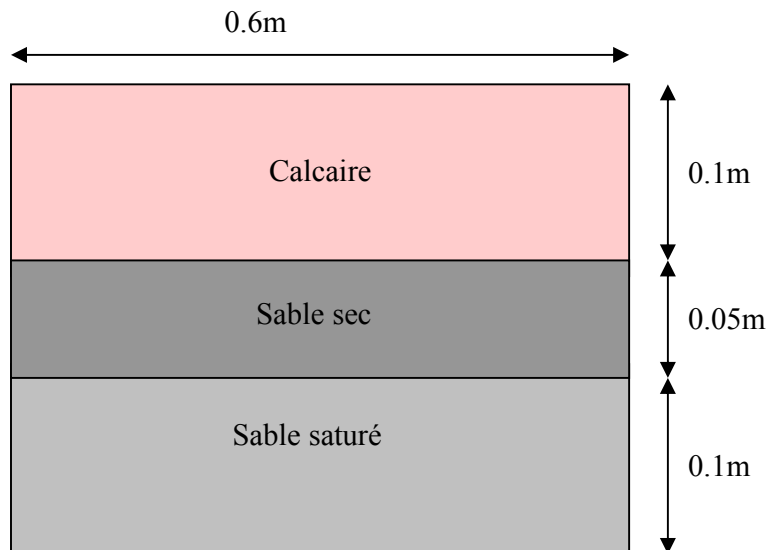 0.6m
Calcaire
0.1m
Sable sec
0.05m
Sable saturé
0.1m